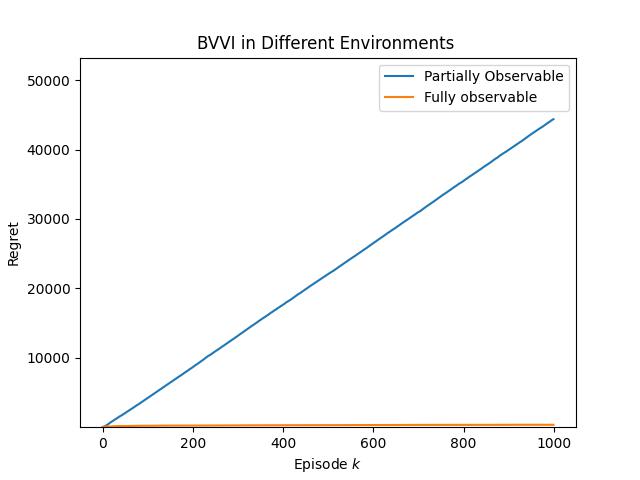 BVVI in Different Environments
Partially Observable
Fully observable
50000
40000
30000
20000
10000
Regret
0 200 400 600 800 1000
Episode k